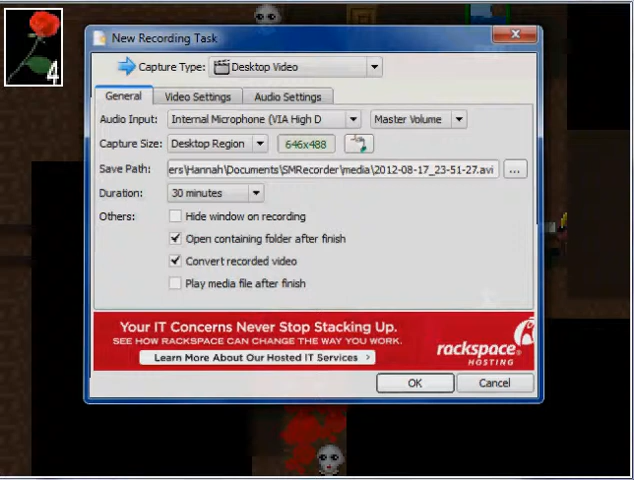 4
New Recording Task
Capture Type: Desktop Video
General Video Settings Audio Settings
Audio Input: Internal Microphone (VIA High D Master Volume
Capture Size: Desktop Region 646x488
Save Path: ers\Hannah\Documents\SMRecorder\media\2012-08-17_23-51-27.avi ...
Duration: 30 minutes
Others: Hide window on recording
Open containing folder after finish
Convert recorded video
Play media file after finish
Your IT Concerns Never Stop Stacking Up.
SEE HOW RACKSPACE CAN CHANGE THE WAY YOU WORK.
Learn More About Our Hosted IT Services >
rackspace®
HOSTING
OK Cancel